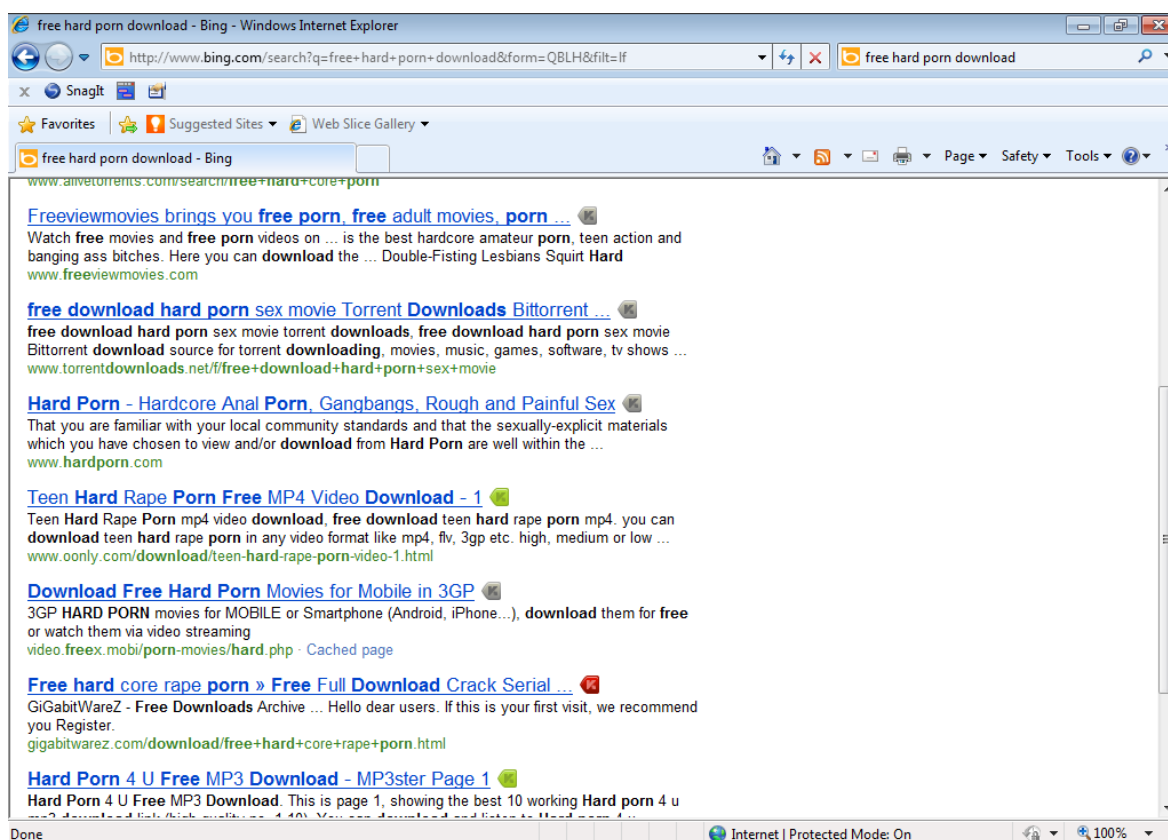 free hard porn download - Bing - Windows Internet Explorer
http://www.bing.com/search?q=free+hard+porn+download&form=QBLH&filt=lf
free hard porn download
x SnagIt
Favorites Suggested Sites Web Slice Gallery
free hard porn download - Bing Page Safety Tools
www.alivetorrents.com/search/free+hard+core+porn
Freeviewmovies brings you free porn, free adult movies, porn ...
Watch free movies and free porn videos on ... is the best hardcore amateur porn, teen action and
banging ass bitches. Here you can download the ... Double-Fisting Lesbians Squirt Hard
www.freeviewmovies.com
free download hard porn sex movie Torrent Downloads Bittorrent ...
free download hard porn sex movie torrent downloads, free download hard porn sex movie
Bittorrent download source for torrent downloading, movies, music, games, software, tv shows ...
www.torrentdownloads.net/f/free+download+hard+porn+sex+movie
Hard Porn - Hardcore Anal Porn, Gangbangs, Rough and Painful Sex
That you are familiar with your local community standards and that the sexually-explicit materials
which you have chosen to view and/or download from Hard Porn are well within the ...
www.hardporn.com
Teen Hard Rape Porn Free MP4 Video Download - 1
Teen Hard Rape Porn mp4 video download, free download teen hard rape porn mp4. you can
download teen hard rape porn in any video format like mp4, flv, 3gp etc. high, medium or low ...
www.oonly.com/download/teen-hard-rape-porn-video-1.html
Download Free Hard Porn Movies for Mobile in 3GP
3GP HARD PORN movies for MOBILE or Smartphone (Android, iPhone...), download them for free
or watch them via video streaming
video.freex.mobi/porn-movies/hard.php · Cached page
Free hard core rape porn » Free Full Download Crack Serial ...
GiGabitWareZ - Free Downloads Archive ... Hello dear users. If this is your first visit, we recommend
you Register.
gigabitwarez.com/download/free+hard+core+rape+porn.html
Hard Porn 4 U Free MP3 Download - MP3ster Page 1
Hard Porn 4 U Free MP3 Download. This is page 1, showing the best 10 working Hard porn 4 u
Done Internet | Protected Mode: On 100%